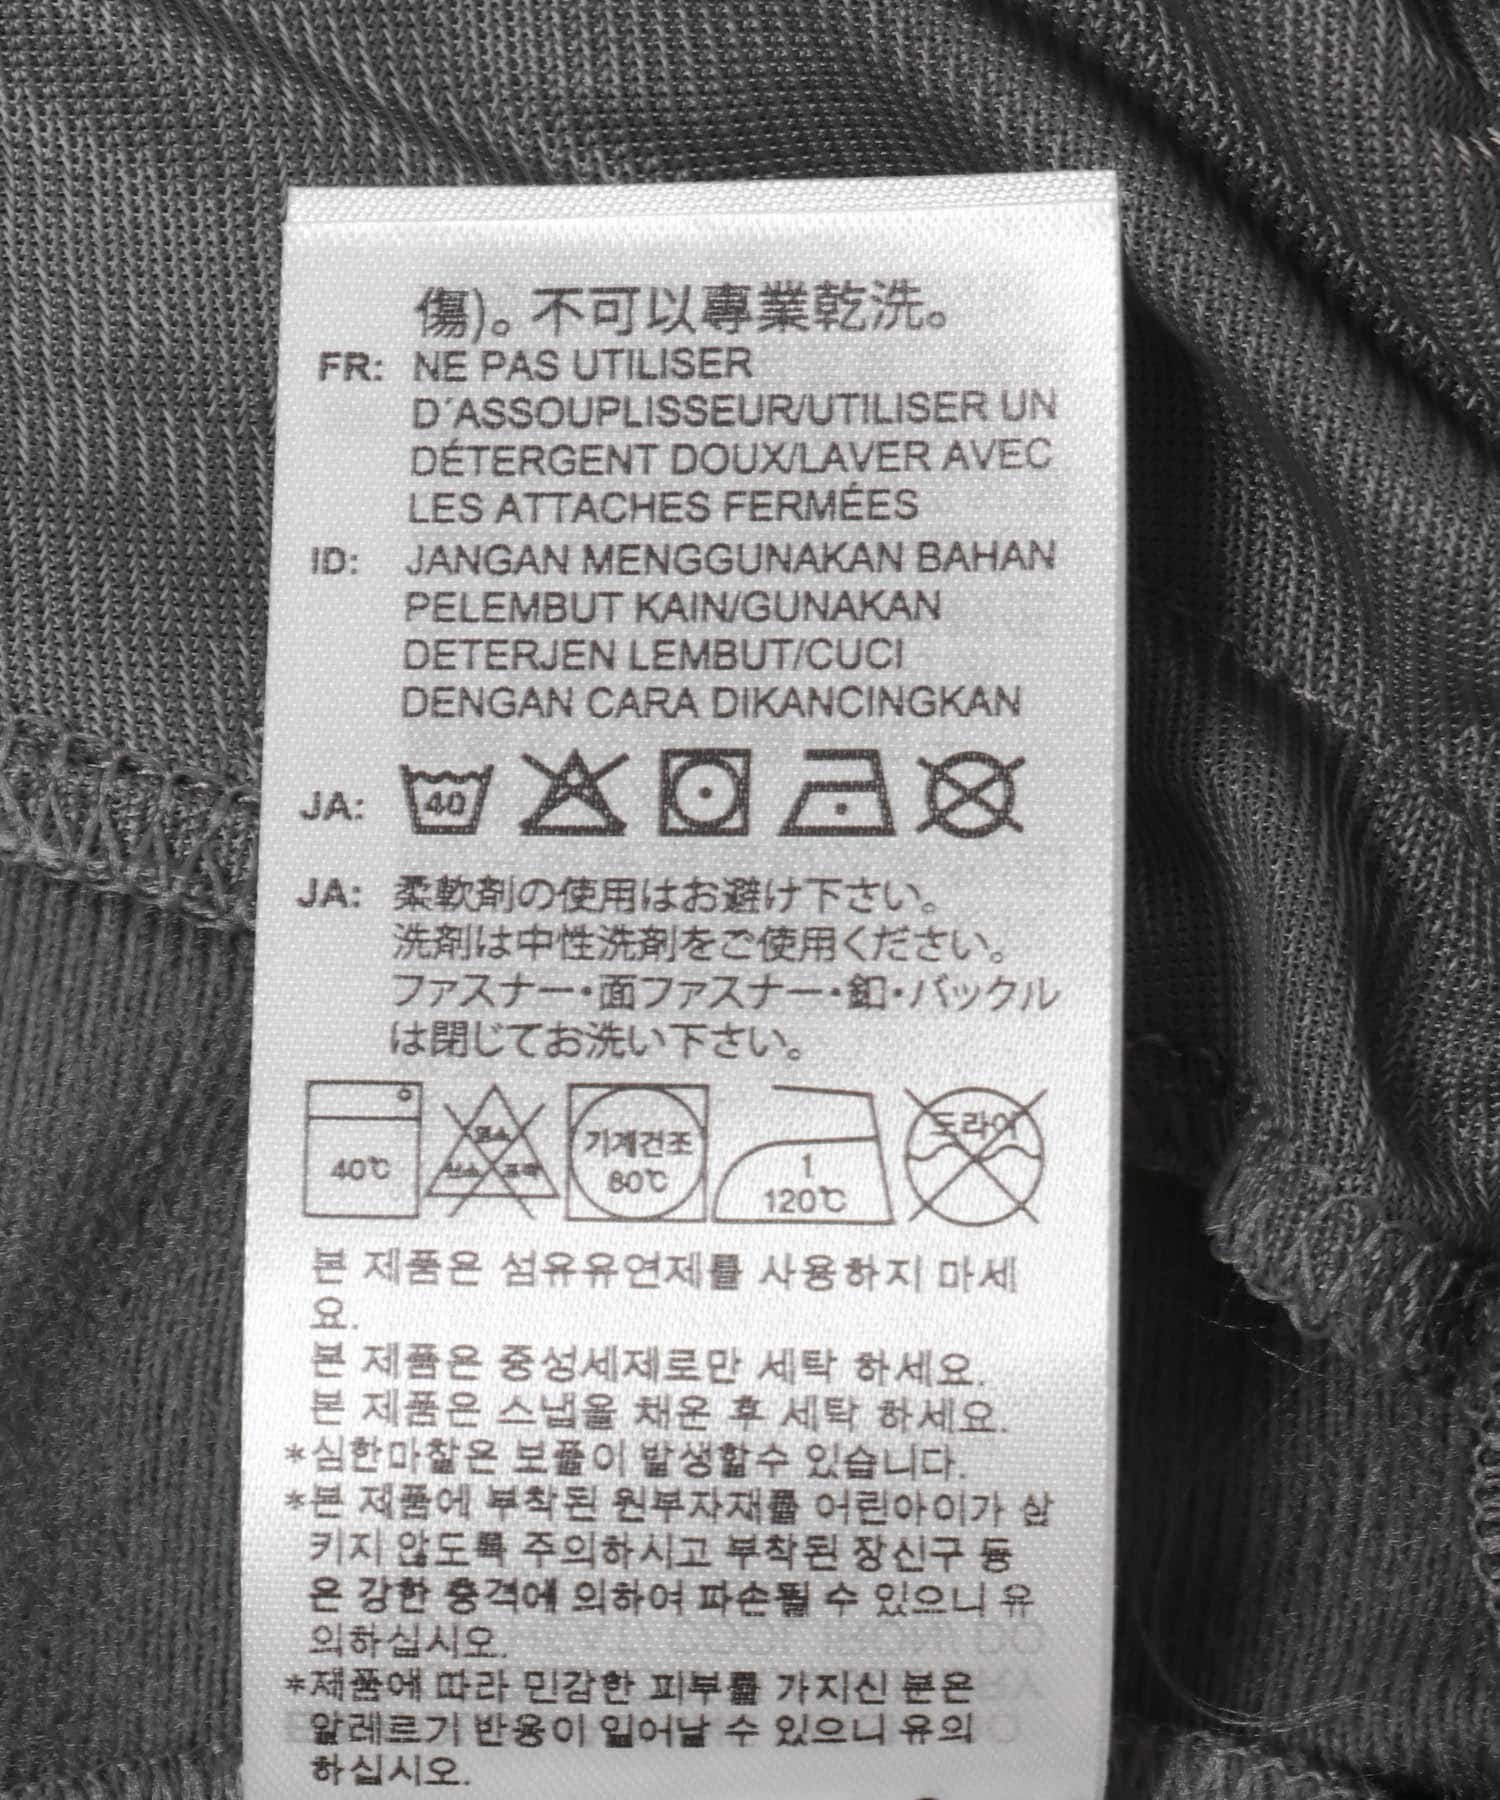 傷)。不可以專業乾洗。
FR: NE PAS UTILISER
D´ASSOUPLISSEUR/UTILISER UN
DÉTERGENT DOUX/LAVER AVEC
LES ATTACHES FERMÉES
ID: JANGAN MENGGUNAKAN BAHAN
PELEMBUT KAIN/GUNAKAN
DETERJEN LEMBUT/CUCI
DENGAN CARA DIKANCINGKAN
JA: 40
JA: 柔軟剤の使用はお避け下さい。
洗剤は中性洗剤をご使用ください。
ファスナー・面ファスナー・釦・バックル
は閉じてお洗い下さい。
40℃ 염소 산소 표백 기계건조 60℃ 1 120℃ 드라이
본 제품은 섬유유연제를 사용하지 마세
요.
본 제품은 중성세제로만 세탁 하세요.
본 제품은 스냅을 채운 후 세탁 하세요.
*심한마찰은 보풀이 발생할수 있습니다.
*본 제품에 부착된 원부자재를 어린아이가 삼
키지 않도록 주의하시고 부착된 장신구 등
은 강한 충격에 의하여 파손될 수 있으니 유
의하십시오.
*제품에 따라 민감한 피부를 가지신 분은
알레르기 반응이 일어날 수 있으니 유의
하십시오.